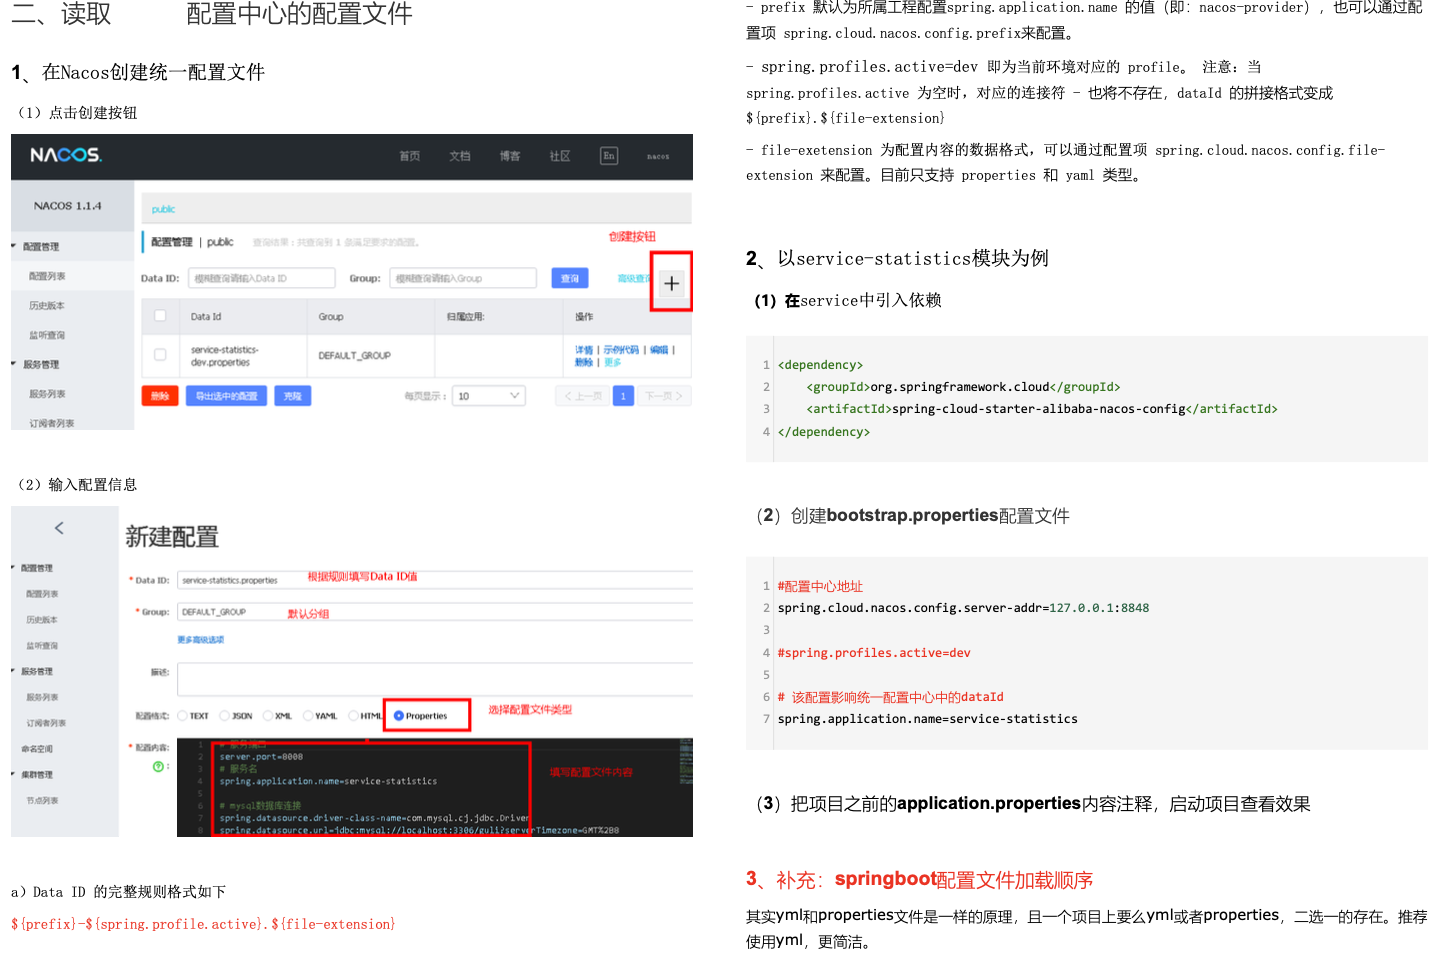 二、读取 配置中心的配置文件
1、在Nacos创建统一配置文件
（1）点击创建按钮
NACOS.
首页 文档 博客 社区 En nacos
NACOS 1.1.4
public
配置管理
配置管理 | public 查询结果：共查询到 1 条满足要求的配置。
创建按钮
配置列表
Data ID: 模糊查询请输入Data ID Group: 模糊查询请输入Group 查询 高级查询
+
历史版本
Data Id Group 归属应用: 操作
监听查询
service-statistics-
dev.properties
DEFAULT_GROUP
详情 | 示例代码 | 编辑 |
删除 | 更多
服务管理
服务列表
删除 导出选中的配置 克隆 每页显示： 10 < 上一页 1 下一页 >
订阅者列表
（2）输入配置信息
新建配置
配置管理
配置列表
历史版本
监听查询
服务管理
服务列表
订阅者列表
命名空间
集群管理
节点列表
* Data ID: service-statistics.properties 根据规则填写Data ID值
* Group: DEFAULT_GROUP 默认分组
更多高级选项
描述:
配置格式: TEXT JSON XML YAML HTML Properties 选择配置文件类型
* 配置内容:
? :
1 # 服务端口
2 server.port=8008
3 # 服务名
4 spring.application.name=service-statistics
5
6 # mysql数据库连接
7 spring.datasource.driver-class-name=com.mysql.cj.jdbc.Driver
8 spring.datasource.url=jdbc:mysql://localhost:3306/guli?serverTimezone=GMT%2B8
填写配置文件内容
a）Data ID 的完整规则格式如下
${prefix}-${spring.profile.active}.${file-extension}
- prefix 默认为所属工程配置spring.application.name 的值（即：nacos-provider），也可以通过配
置项 spring.cloud.nacos.config.prefix来配置。
- spring.profiles.active=dev 即为当前环境对应的 profile。 注意：当
spring.profiles.active 为空时，对应的连接符 - 也将不存在，dataId 的拼接格式变成
${prefix}.${file-extension}
- file-exetension 为配置内容的数据格式，可以通过配置项 spring.cloud.nacos.config.file-
extension 来配置。目前只支持 properties 和 yaml 类型。
2、以service-statistics模块为例
（1）在service中引入依赖
1 <dependency>
2 <groupId>org.springframework.cloud</groupId>
3 <artifactId>spring-cloud-starter-alibaba-nacos-config</artifactId>
4 </dependency>
（2）创建bootstrap.properties配置文件
1 #配置中心地址
2 spring.cloud.nacos.config.server-addr=127.0.0.1:8848
3
4 #spring.profiles.active=dev
5
6 # 该配置影响统一配置中心中的dataId
7 spring.application.name=service-statistics
（3）把项目之前的application.properties内容注释，启动项目查看效果
3、补充：springboot配置文件加载顺序
其实yml和properties文件是一样的原理，且一个项目上要么yml或者properties，二选一的存在。推荐
使用yml，更简洁。